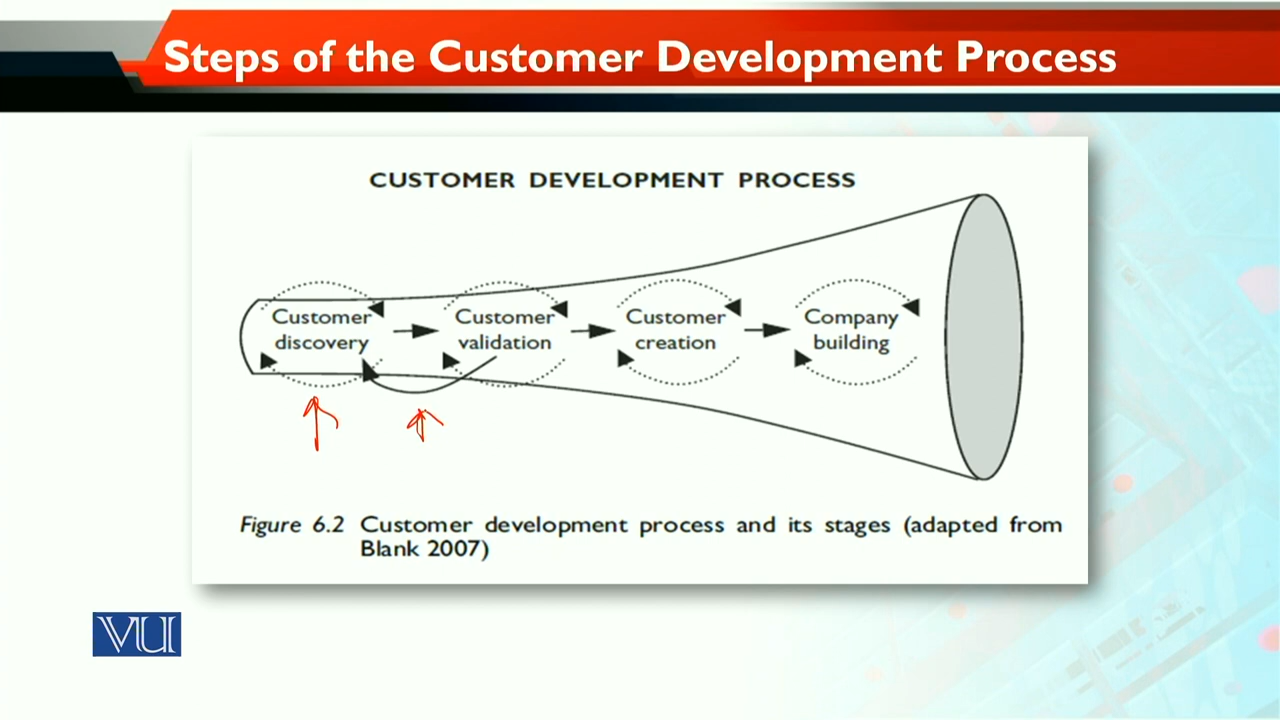 Steps of the Customer Development Process
CUSTOMER DEVELOPMENT PROCESS
Customer discovery
Customer validation
Customer creation
Company building
Figure 6.2 Customer development process and its stages (adapted from
Blank 2007)
VU